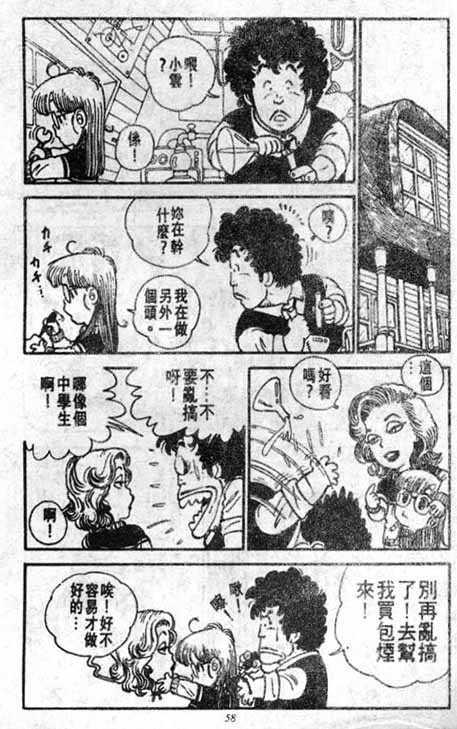 小雲
？
係！
妳在幹
什麼？
我在做
另外一
個頭。
カチ
カチ…
這個
…
好看
嗎？
不…不
要亂搞
呀！
哪像個
中學生
啊！
啊！
別再亂搞
了！去幫
我買包煙
來！
唉！好不
容易才做
好的…
58